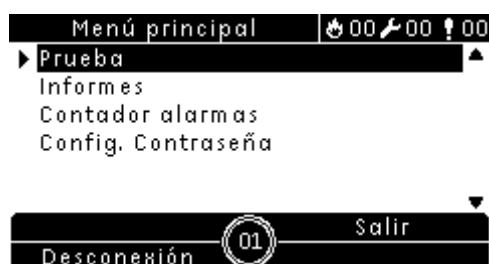 Menú principal 00 00 00
Prueba
Informes
Contador alarmas
Config. Contraseña
Salir
01
Desconexión